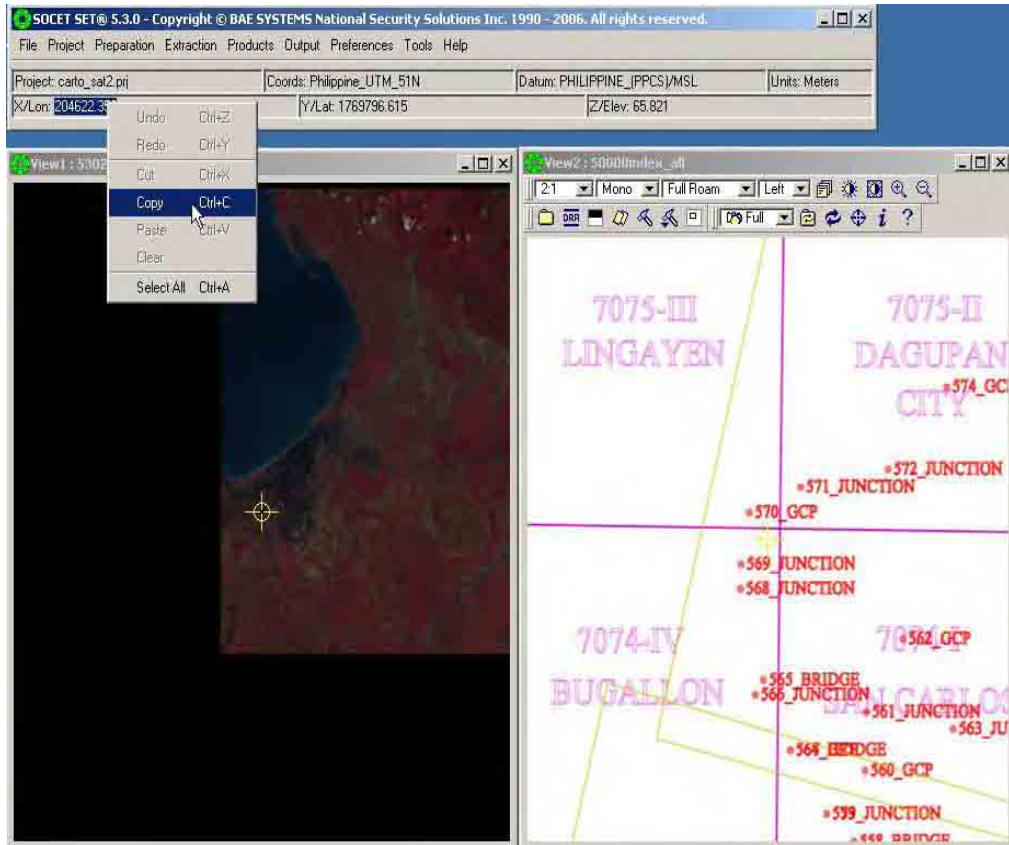 SOCET SET® 5.3.0 - Copyright © BAE SYSTEMS National Security Solutions Inc. 1990 - 2006. All rights reserved.
File Project Preparation Extraction Products Output Preferences Tools Help
Project: carto_sat2.prj Coords: Philippine_UTM_51N Datum: PHILIPPINE_(PPCS)/MSL Units: Meters
X/Lon: 204622.3 Y/Lat: 1769796.615 Z/Elev: 65.821
Undo Ctrl+Z
Redo Ctrl+Y
Cut Ctrl+X
Copy Ctrl+C
Paste Ctrl+V
Clear
Select All Ctrl+A
View1 : 5302
View2 : 50000index_all
2:1 Mono Full Roam Left
DRA Full
7075-III
LINGAYEN
7075-II
DAGUPAN
CITY
574_GC
572_JUNCTION
571_JUNCTION
570_GCP
569_JUNCTION
568_JUNCTION
7074-IV
BUGALLON
562_GCP
565_BRIDGE
566_JUNCTION
SAN CARLOS
561_JUNCTION
563_JU
564_
560_GCP
559_JUNCTION
558_BRIDGE